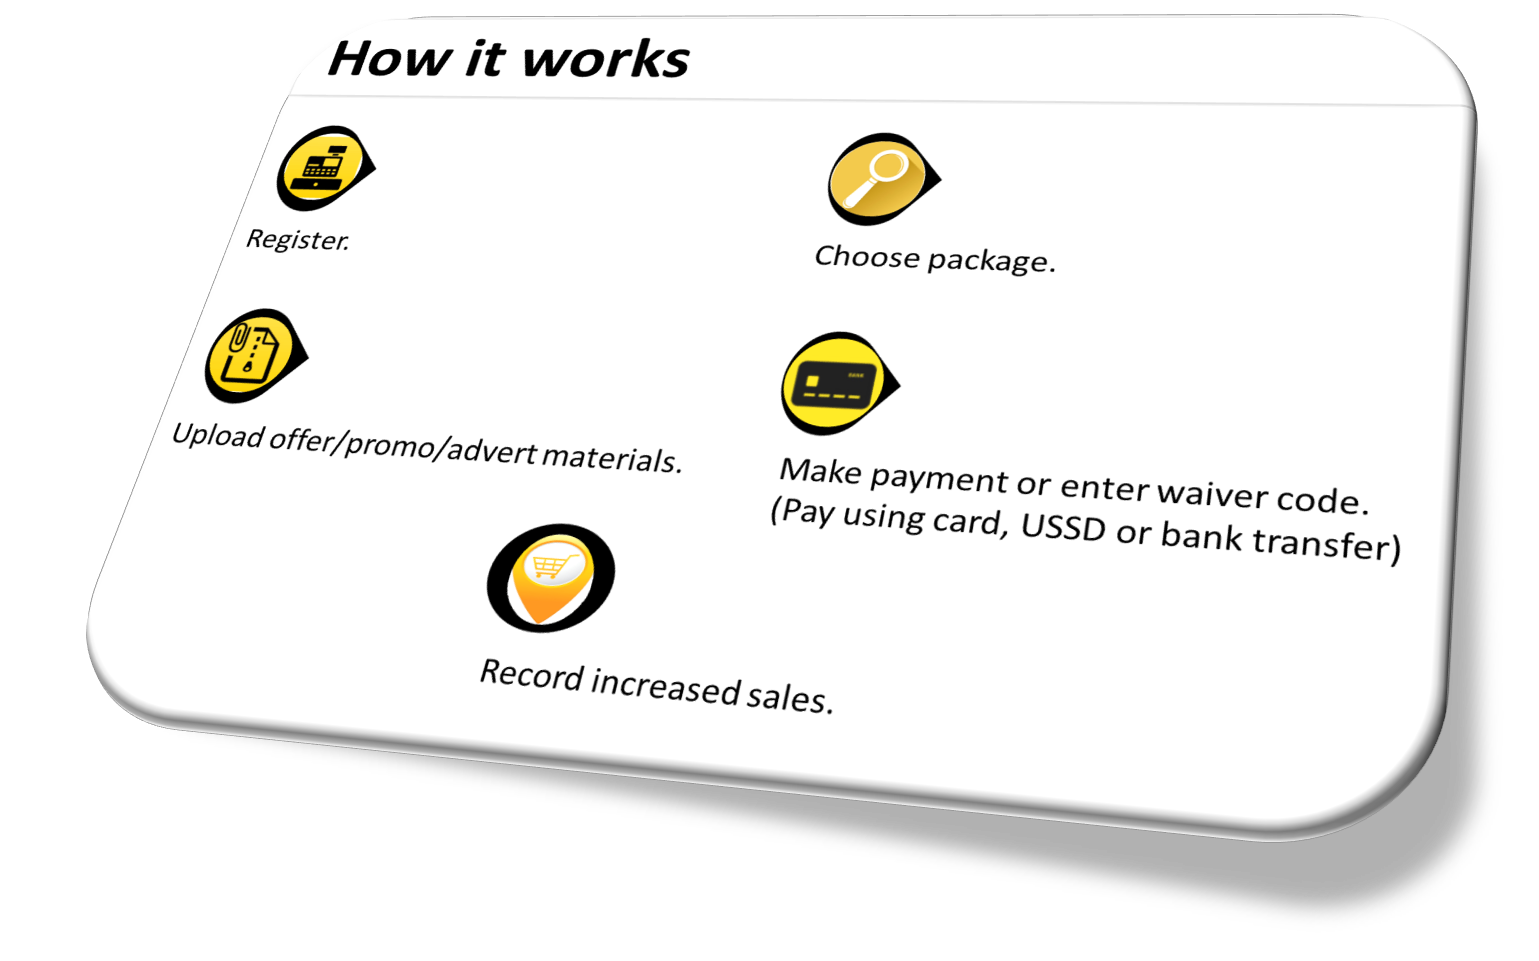 How it works
Register.
Choose package.
Upload offer/promo/advert materials.
Make payment or enter waiver code.
(Pay using card, USSD or bank transfer)
Record increased sales.